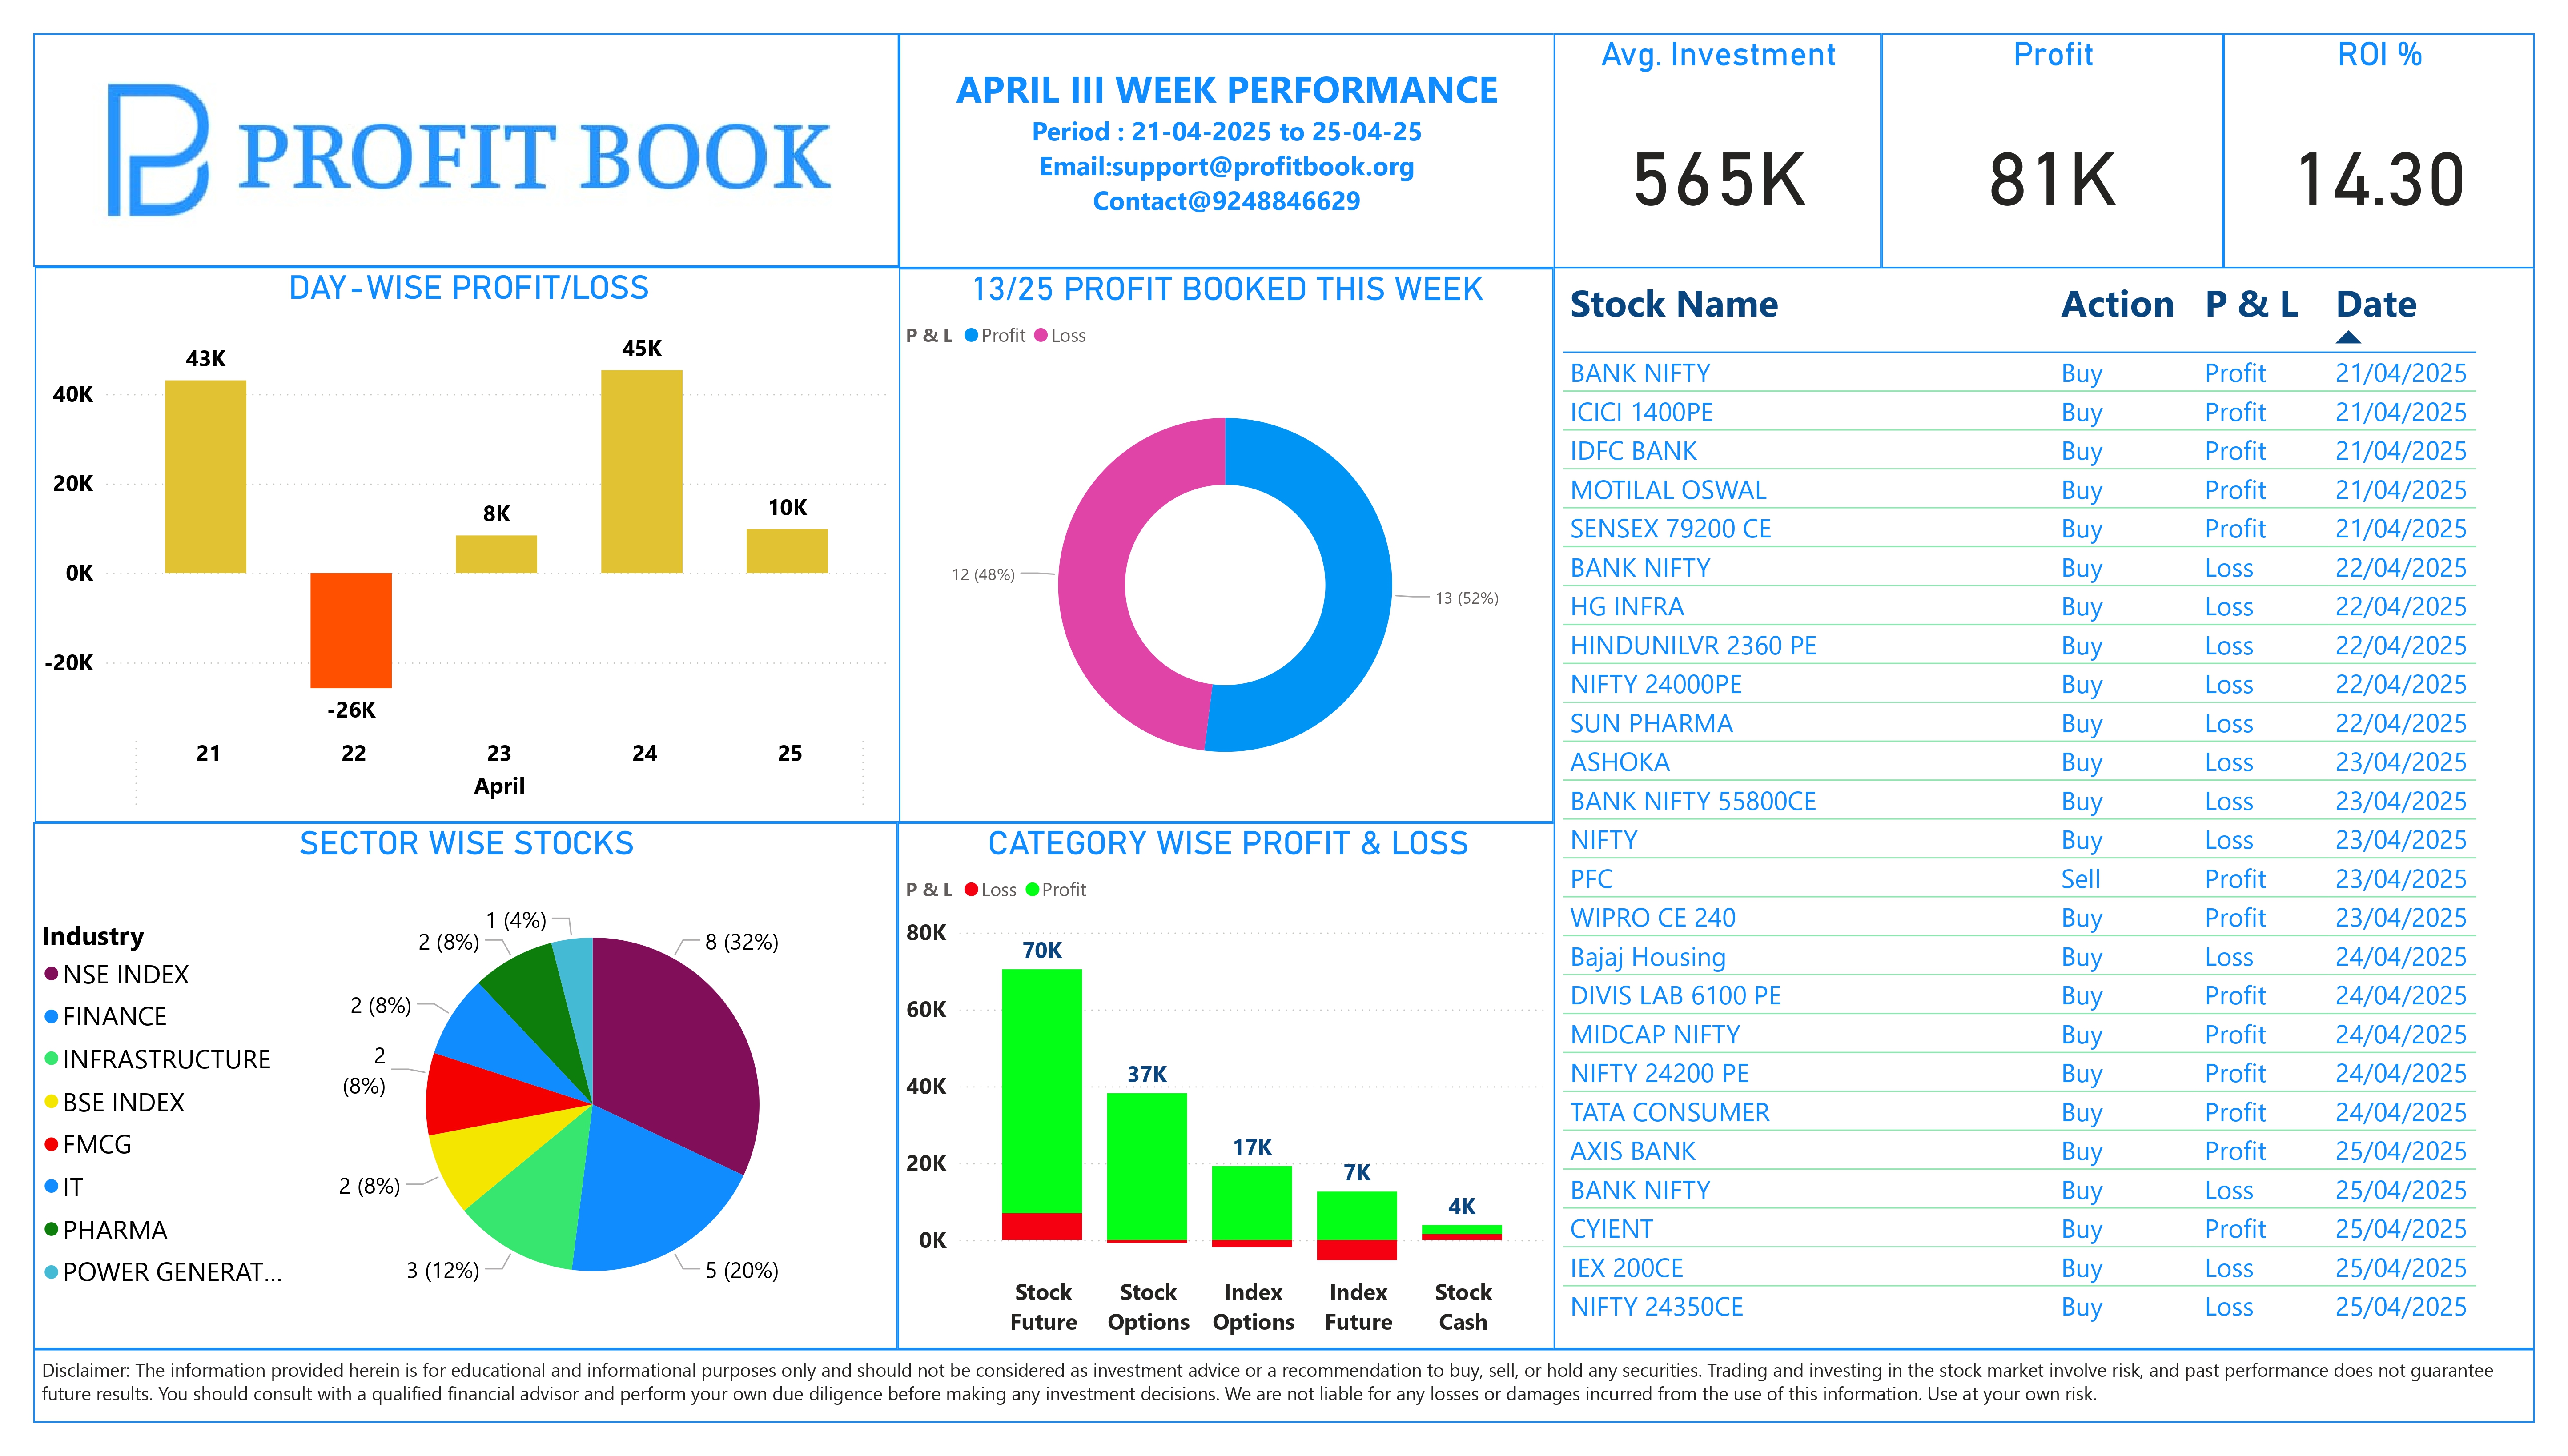 PROFIT BOOK
APRIL III WEEK PERFORMANCE
Period : 21-04-2025 to 25-04-25
Email:support@profitbook.org
Contact@9248846629
Avg. Investment
565K
Profit
81K
ROI %
14.30
DAY-WISE PROFIT/LOSS
40K
20K
0K
-20K
43K
-26K
8K
45K
10K
21 22 23 24 25
April
13/25 PROFIT BOOKED THIS WEEK
P & L Profit Loss
12 (48%)
13 (52%)
SECTOR WISE STOCKS
Industry
NSE INDEX
FINANCE
INFRASTRUCTURE
BSE INDEX
FMCG
IT
PHARMA
POWER GENERAT...
1 (4%)
2 (8%)
2 (8%)
2
(8%)
2 (8%)
3 (12%)
5 (20%)
8 (32%)
CATEGORY WISE PROFIT & LOSS
P & L Loss Profit
80K
60K
40K
20K
0K
70K
37K
17K
7K
4K
Stock Future
Stock Options
Index Options
Index Future
Stock Cash
Stock Name Action P & L Date
BANK NIFTY Buy Profit 21/04/2025
ICICI 1400PE Buy Profit 21/04/2025
IDFC BANK Buy Profit 21/04/2025
MOTILAL OSWAL Buy Profit 21/04/2025
SENSEX 79200 CE Buy Profit 21/04/2025
BANK NIFTY Buy Loss 22/04/2025
HG INFRA Buy Loss 22/04/2025
HINDUNILVR 2360 PE Buy Loss 22/04/2025
NIFTY 24000PE Buy Loss 22/04/2025
SUN PHARMA Buy Loss 22/04/2025
ASHOKA Buy Loss 23/04/2025
BANK NIFTY 55800CE Buy Loss 23/04/2025
NIFTY Buy Loss 23/04/2025
PFC Sell Profit 23/04/2025
WIPRO CE 240 Buy Profit 23/04/2025
Bajaj Housing Buy Loss 24/04/2025
DIVIS LAB 6100 PE Buy Profit 24/04/2025
MIDCAP NIFTY Buy Profit 24/04/2025
NIFTY 24200 PE Buy Profit 24/04/2025
TATA CONSUMER Buy Profit 24/04/2025
AXIS BANK Buy Profit 25/04/2025
BANK NIFTY Buy Loss 25/04/2025
CYIENT Buy Profit 25/04/2025
IEX 200CE Buy Loss 25/04/2025
NIFTY 24350CE Buy Loss 25/04/2025
Disclaimer: The information provided herein is for educational and informational purposes only and should not be considered as investment advice or a recommendation to buy, sell, or hold any securities. Trading and investing in the stock market involve risk, and past performance does not guarantee
future results. You should consult with a qualified financial advisor and perform your own due diligence before making any investment decisions. We are not liable for any losses or damages incurred from the use of this information. Use at your own risk.